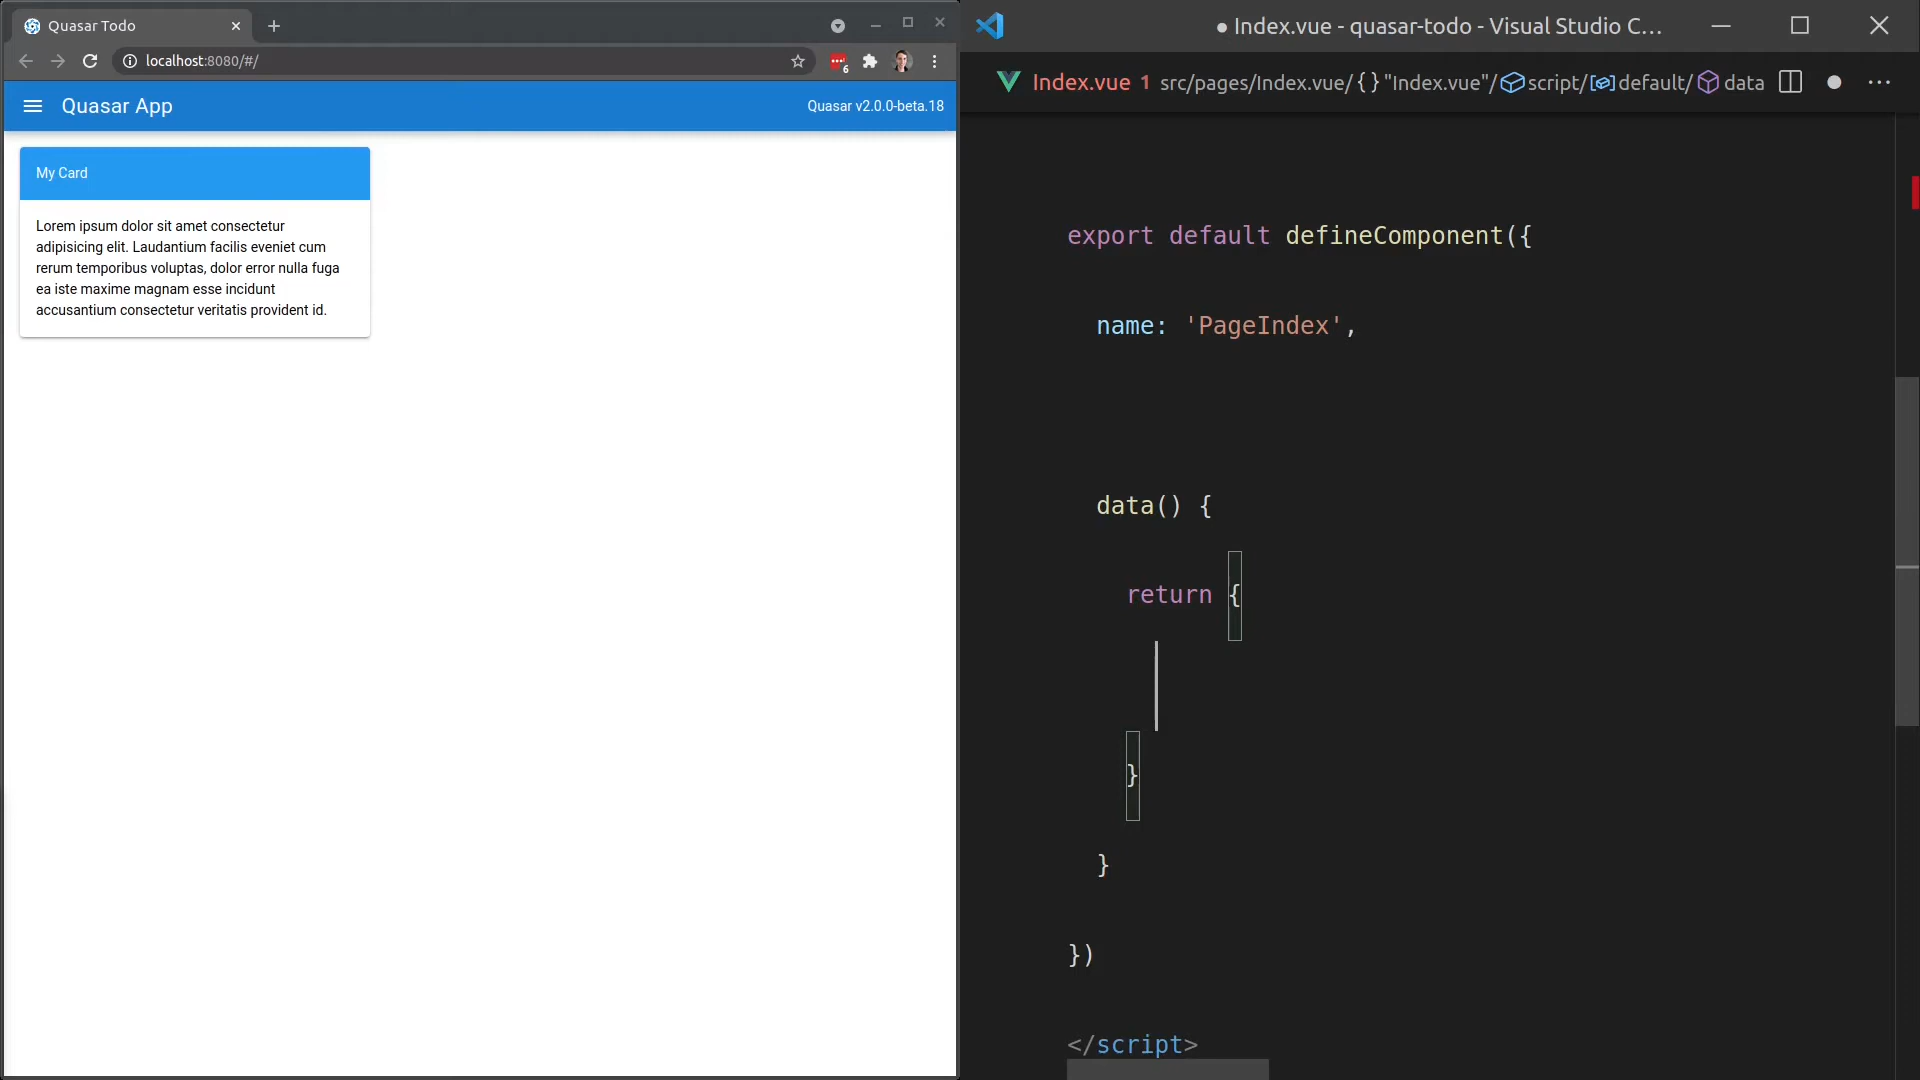 Quasar Todo
localhost:8080/#/
6
Quasar App
Quasar v2.0.0-beta.18
My Card
Lorem ipsum dolor sit amet consectetur
adipisicing elit. Laudantium facilis eveniet cum
rerum temporibus voluptas, dolor error nulla fuga
ea iste maxime magnam esse incidunt
accusantium consectetur veritatis provident id.
● Index.vue - quasar-todo - Visual Studio C...
Index.vue 1 src/pages/Index.vue/{}"Index.vue"/script/default/data
export default defineComponent({
name: 'PageIndex',
data() {
return {
}
}
})
</script>